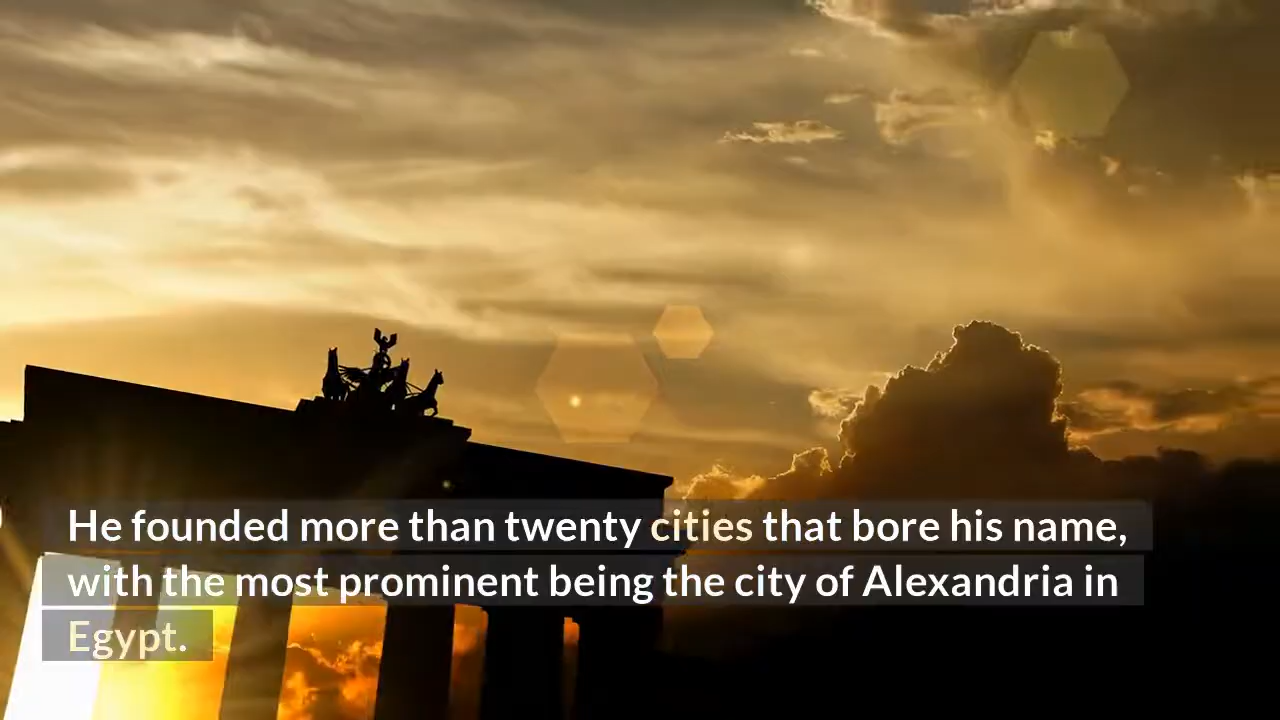 He founded more than twenty cities that bore his name,
with the most prominent being the city of Alexandria in
Egypt.